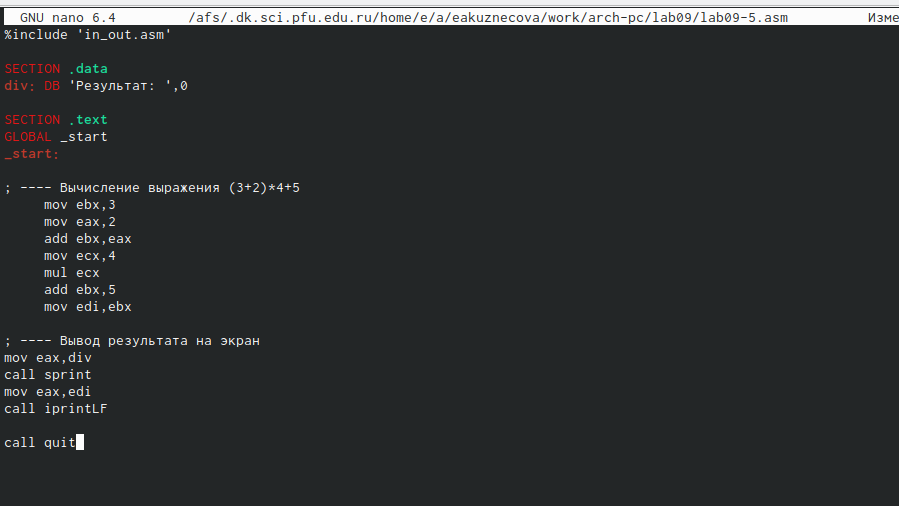 GNU nano 6.4 /afs/.dk.sci.pfu.edu.ru/home/e/a/eakuznecova/work/arch-pc/lab09/lab09-5.asm Изме
%include 'in_out.asm'
SECTION .data
div: DB 'Результат: ',0
SECTION .text
GLOBAL _start
_start:
; ---- Вычисление выражения (3+2)*4+5
mov ebx,3
mov eax,2
add ebx,eax
mov ecx,4
mul ecx
add ebx,5
mov edi,ebx
; ---- Вывод результата на экран
mov eax,div
call sprint
mov eax,edi
call iprintLF
call quit